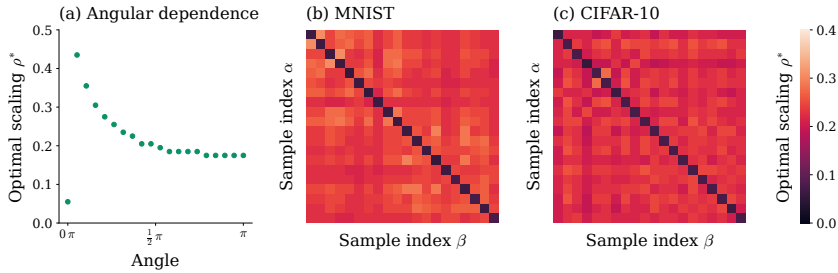 (a) Angular dependence
Optimal scaling ρ*
0.5
0.4
0.3
0.2
0.1
0.0
0 π
1/2 π
π
Angle
(b) MNIST
Sample index α
Sample index β
(c) CIFAR-10
Sample index α
Sample index β
Optimal scaling ρ*
0.4
0.3
0.2
0.1
0.0